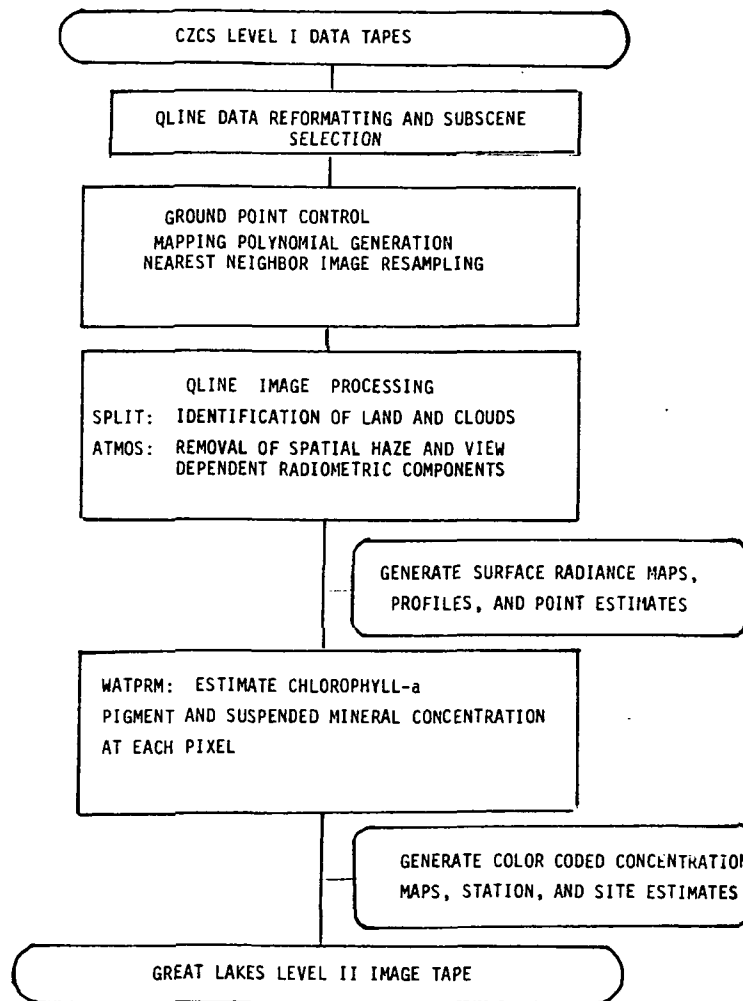 CZCS LEVEL I DATA TAPES
QLINE DATA REFORMATTING AND SUBSCENE
SELECTION
GROUND POINT CONTROL
MAPPING POLYNOMIAL GENERATION
NEAREST NEIGHBOR IMAGE RESAMPLING
QLINE IMAGE PROCESSING
SPLIT: IDENTIFICATION OF LAND AND CLOUDS
ATMOS: REMOVAL OF SPATIAL HAZE AND VIEW
DEPENDENT RADIOMETRIC COMPONENTS
GENERATE SURFACE RADIANCE MAPS,
PROFILES, AND POINT ESTIMATES
WATPRM: ESTIMATE CHLOROPHYLL-a
PIGMENT AND SUSPENDED MINERAL CONCENTRATION
AT EACH PIXEL
GENERATE COLOR CODED CONCENTRATION
MAPS, STATION, AND SITE ESTIMATES
GREAT LAKES LEVEL II IMAGE TAPE